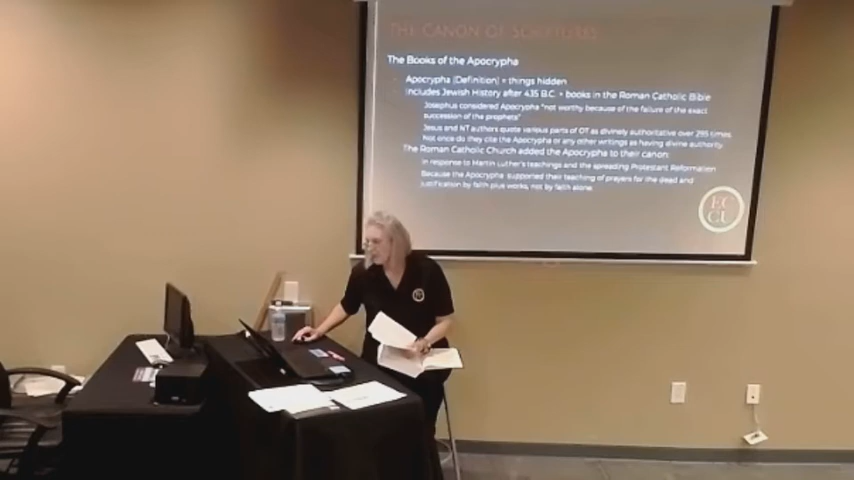 THE CANON OF SCRIPTURE
The Books of the Apocrypha
Apocrypha (Definition) = things hidden
Includes Jewish History after 435 B.C. + books in the Roman Catholic Bible
Josephus considered Apocrypha "not worthy because of the failure of the exact
succession of the prophets"
Jesus and NT authors quote various parts of OT as divinely authoritative over 295 times.
Not once do they cite the Apocrypha or any other writings as having divine authority.
The Roman Catholic Church added the Apocrypha to their canon:
In response to Martin Luther's teachings and the spreading Protestant Reformation
Because the Apocrypha supported their teaching of prayers for the dead and
justification by faith plus works, not by faith alone
EC
CU